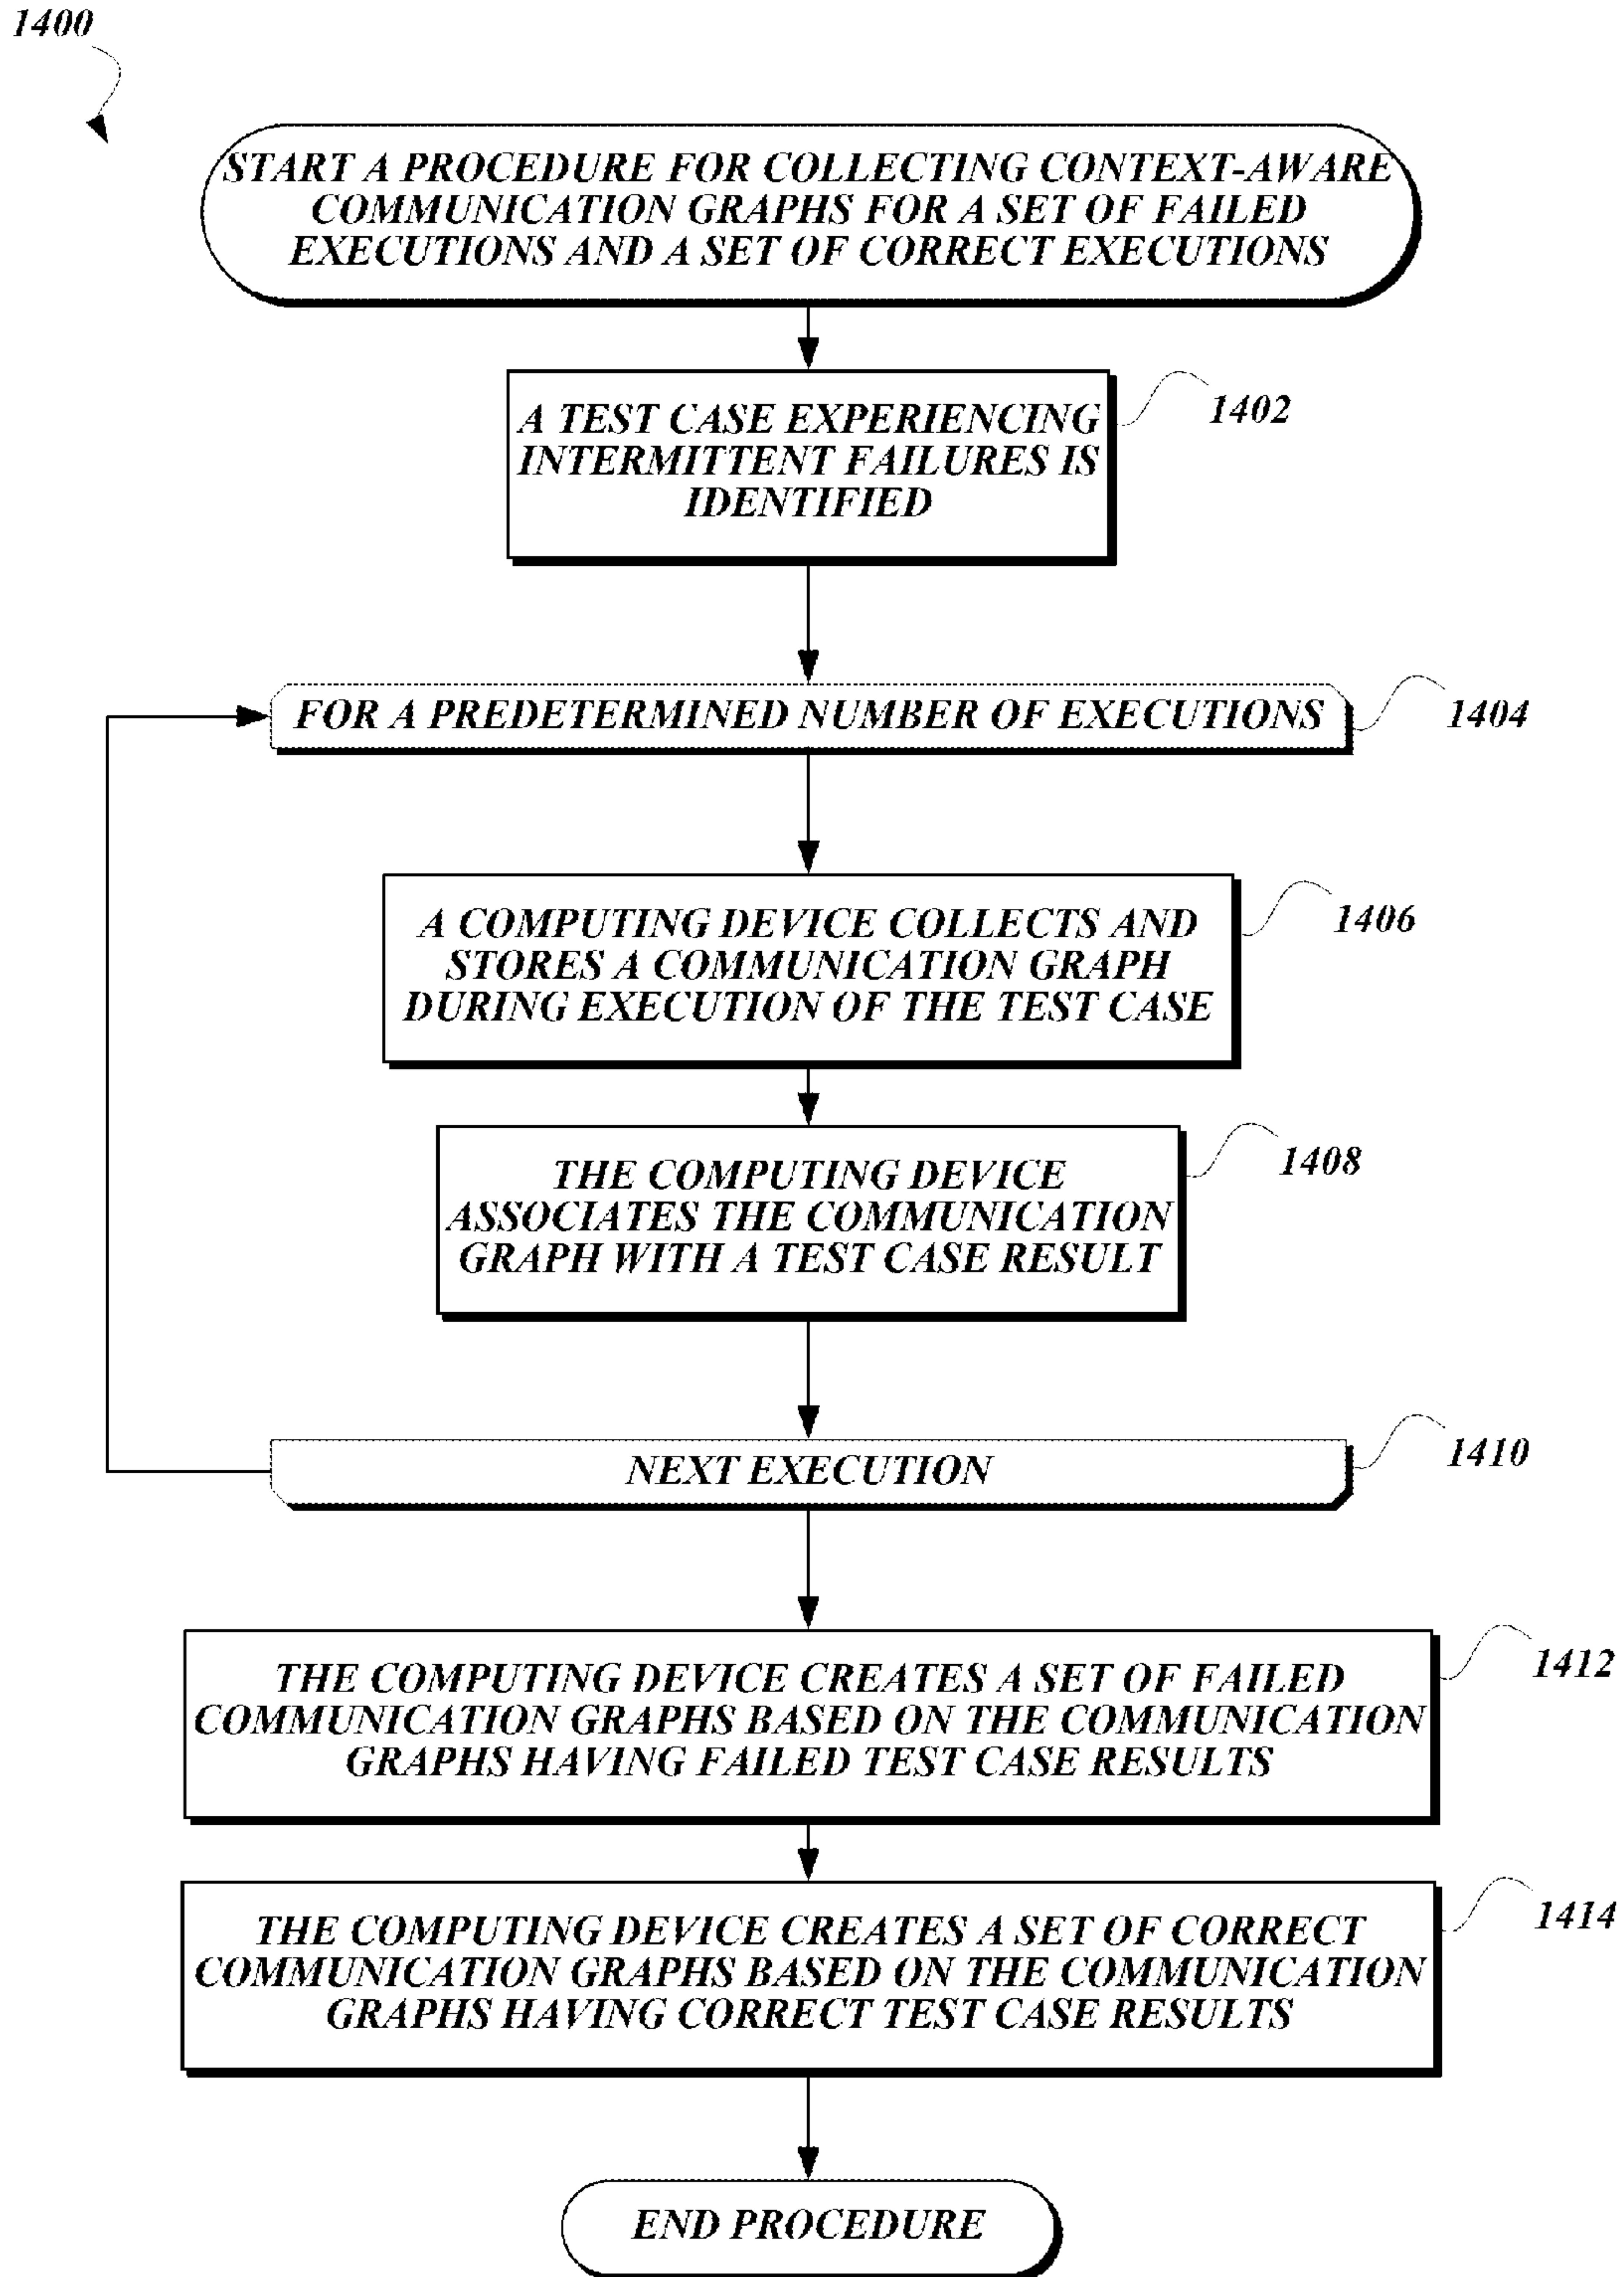 1400
START A PROCEDURE FOR COLLECTING CONTEXT-AWARE
COMMUNICATION GRAPHS FOR A SET OF FAILED
EXECUTIONS AND A SET OF CORRECT EXECUTIONS
A TEST CASE EXPERIENCING
INTERMITTENT FAILURES IS
IDENTIFIED
1402
FOR A PREDETERMINED NUMBER OF EXECUTIONS
1404
A COMPUTING DEVICE COLLECTS AND
STORES A COMMUNICATION GRAPH
DURING EXECUTION OF THE TEST CASE
1406
THE COMPUTING DEVICE
ASSOCIATES THE COMMUNICATION
GRAPH WITH A TEST CASE RESULT
1408
NEXT EXECUTION
1410
THE COMPUTING DEVICE CREATES A SET OF FAILED
COMMUNICATION GRAPHS BASED ON THE COMMUNICATION
GRAPHS HAVING FAILED TEST CASE RESULTS
1412
THE COMPUTING DEVICE CREATES A SET OF CORRECT
COMMUNICATION GRAPHS BASED ON THE COMMUNICATION
GRAPHS HAVING CORRECT TEST CASE RESULTS
1414
END PROCEDURE